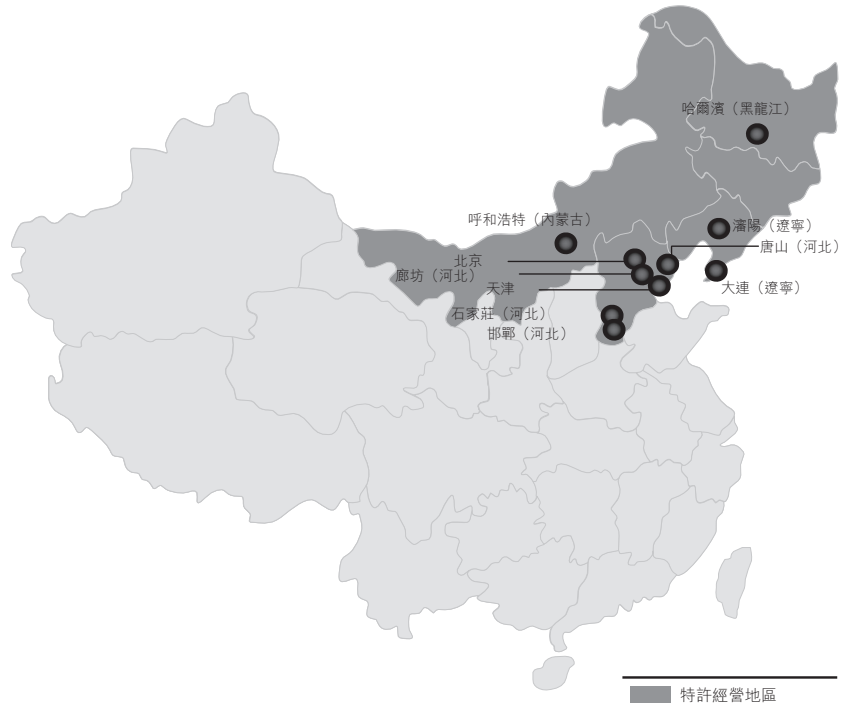 哈爾濱（黑龍江）
呼和浩特（內蒙古）
瀋陽（遼寧）
唐山（河北）
北京
廊坊（河北）
天津
大連（遼寧）
石家莊（河北）
邯鄲（河北）
特許經營地區